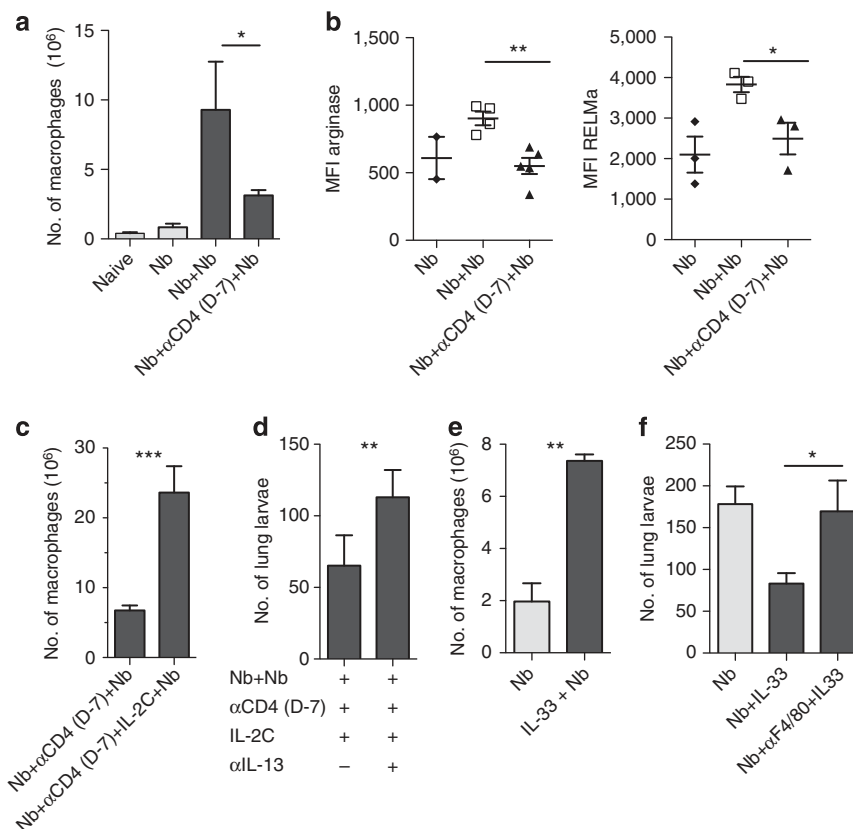 a
No. of macrophages (10⁶)
15
10
5
0
*
Naive
Nb
Nb+Nb
Nb+αCD4 (D-7)+Nb
b
MFI arginase
1,500
1,000
500
0
**
Nb
Nb+Nb
Nb+αCD4 (D-7)+Nb
MFI RELMa
5,000
4,000
3,000
2,000
1,000
0
*
Nb
Nb+Nb
Nb+αCD4 (D-7)+Nb
c
No. of macrophages (10⁶)
30
20
10
0
***
Nb+αCD4 (D-7)+Nb
Nb+αCD4 (D-7)+IL-2C+Nb
d
No. of lung larvae
150
100
50
0
**
Nb+Nb + +
αCD4 (D-7) + +
IL-2C + +
αIL-13 – +
e
No. of macrophages (10⁶)
8
6
4
2
0
**
Nb
IL-33 + Nb
f
No. of lung larvae
250
200
150
100
50
0
*
Nb
Nb+IL-33
Nb+αF4/80+IL33